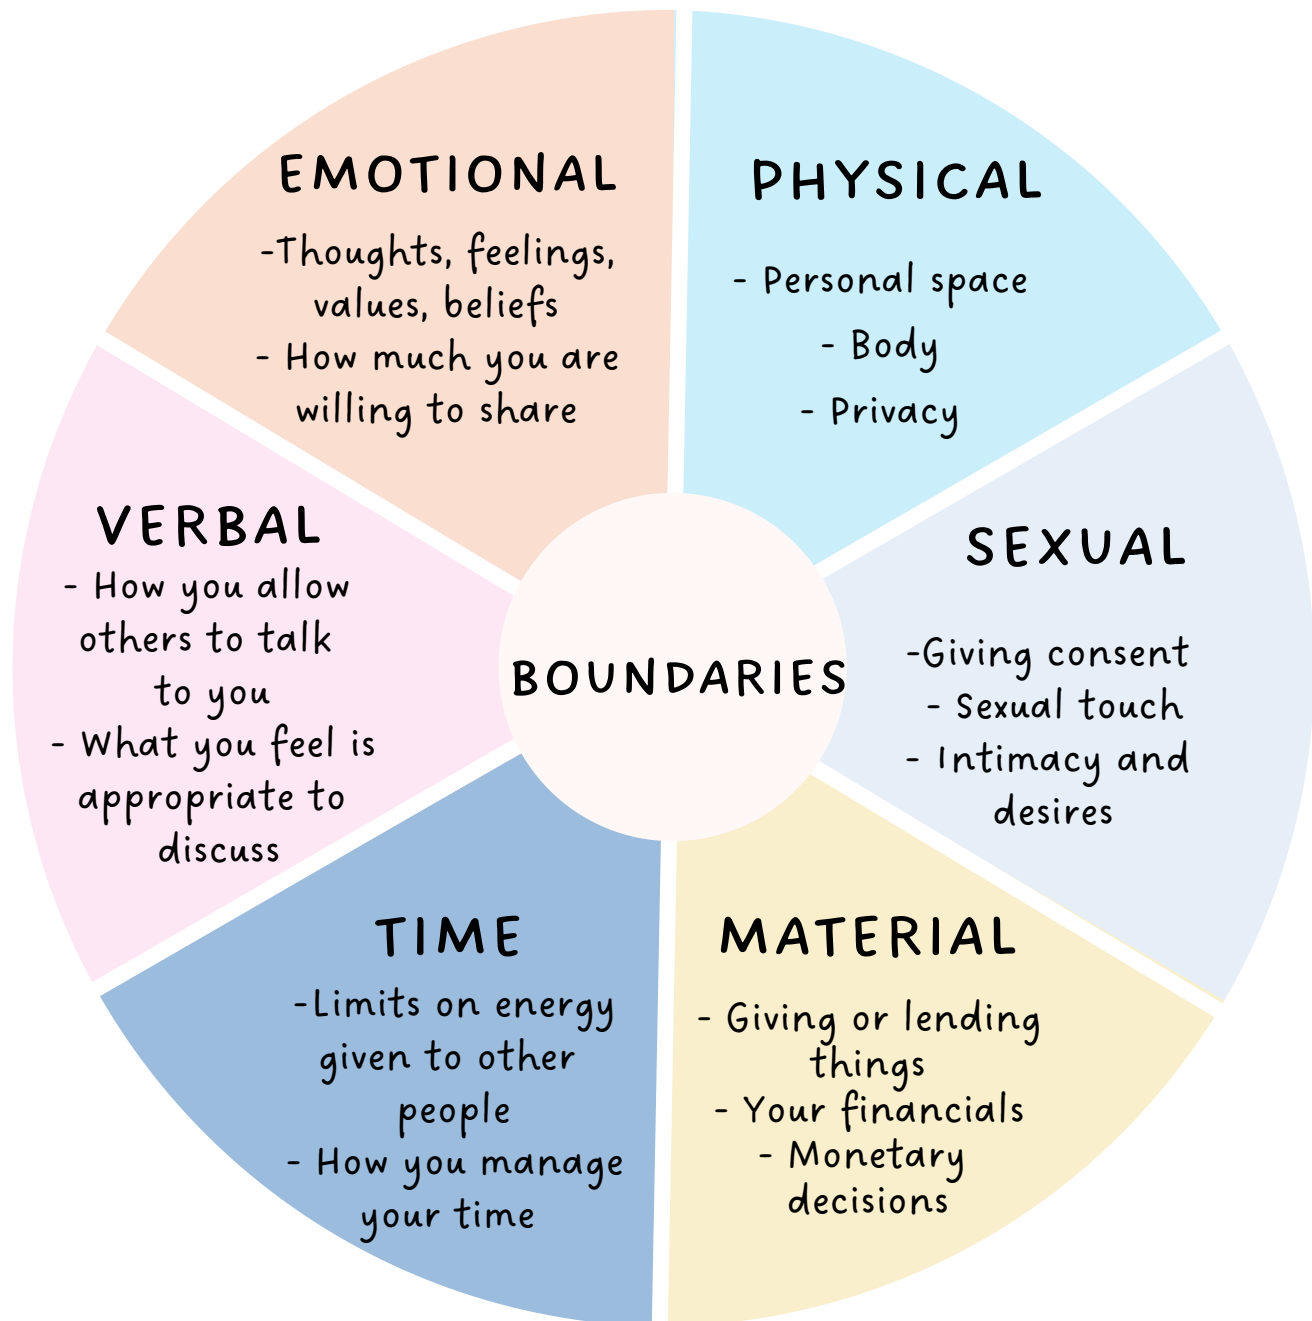 EMOTIONAL
-Thoughts, feelings,
values, beliefs
- How much you are
willing to share
PHYSICAL
- Personal space
- Body
- Privacy
VERBAL
- How you allow
others to talk
to you
- What you feel is
appropriate to
discuss
BOUNDARIES
SEXUAL
-Giving consent
- Sexual touch
- Intimacy and
desires
TIME
-Limits on energy
given to other
people
- How you manage
your time
MATERIAL
- Giving or lending
things
- Your financials
- Monetary
decisions